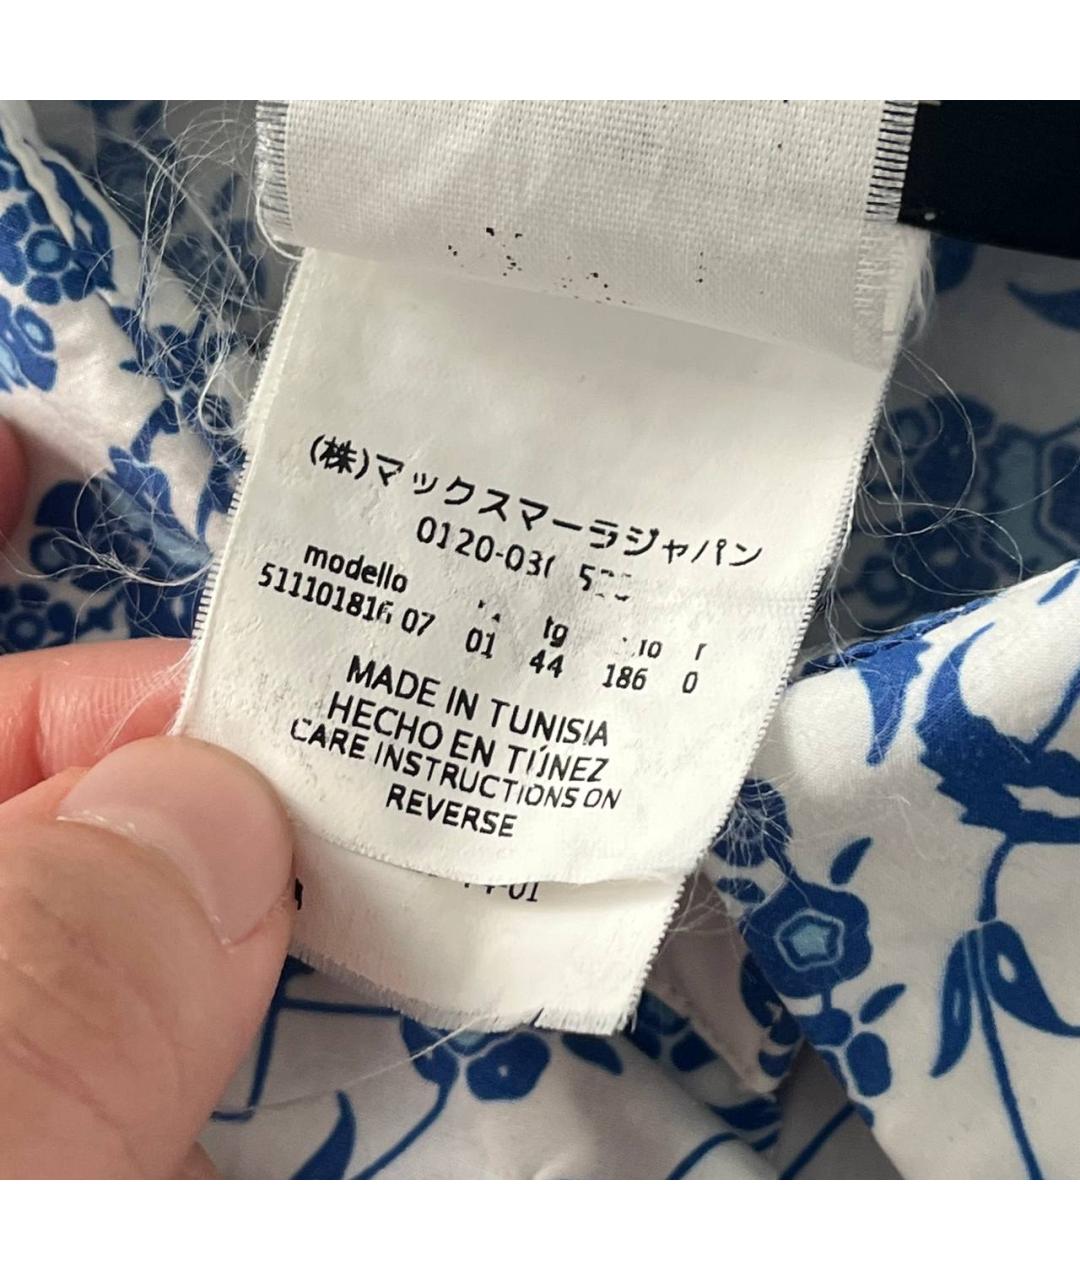 (株)マックスマーラジャパン
modello tg
07 01 44 186 0
MADE IN TUNISIA
HECHO EN TÚNEZ
CARE INSTRUCTIONS ON
REVERSE